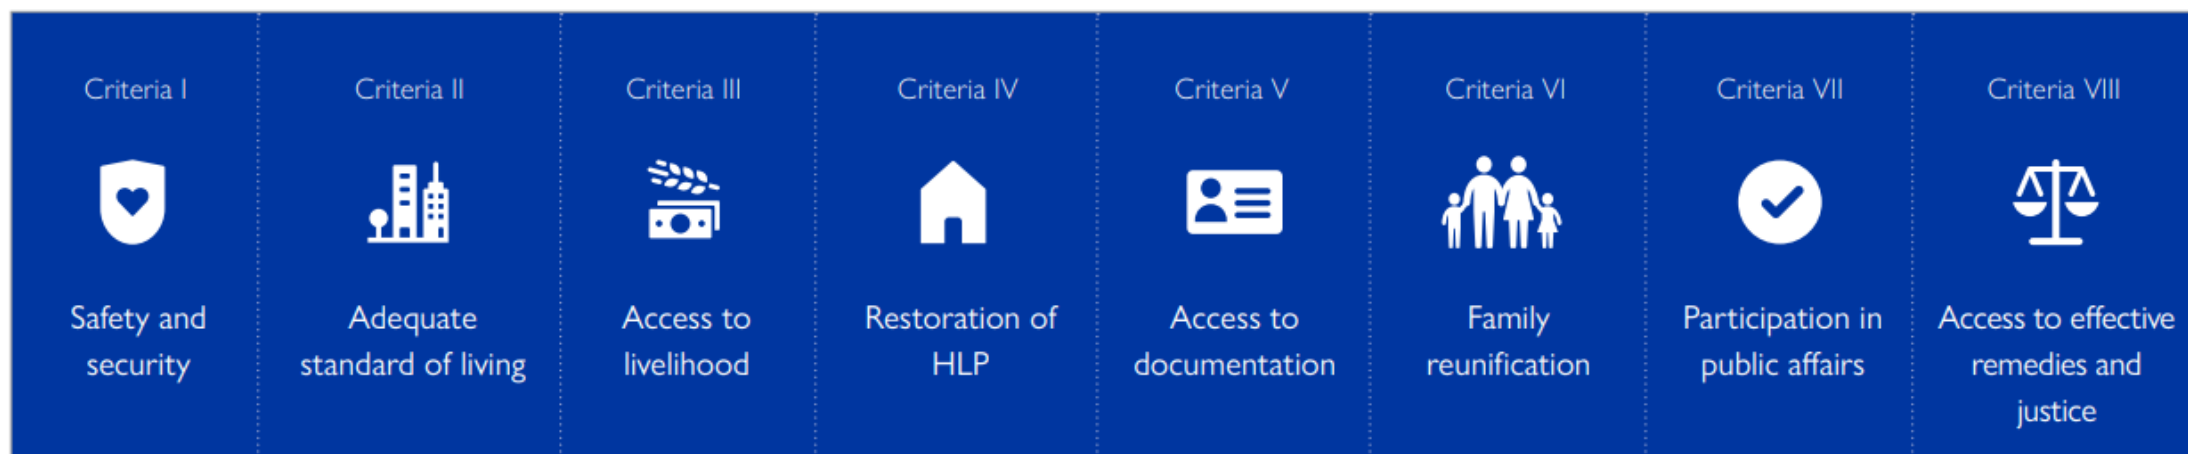 Criteria I
Safety and
security
Criteria II
Adequate
standard of living
Criteria III
Access to
livelihood
Criteria IV
Restoration of
HLP
Criteria V
Access to
documentation
Criteria VI
Family
reunification
Criteria VII
Participation in
public affairs
Criteria VIII
Access to effective
remedies and
justice